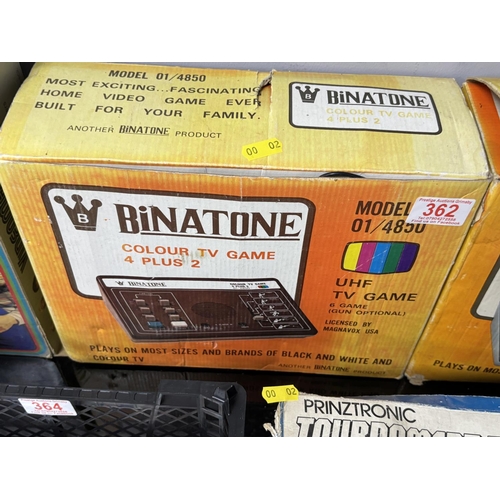 MODEL 01/4850
MOST EXCITING...FASCINATING
HOME VIDEO GAME EVER
BUILT FOR YOUR FAMILY.
ANOTHER BiNATONE PRODUCT
B
BiNATONE
COLOUR TV GAME
4 PLUS 2
00 02
B
BiNATONE
COLOUR TV GAME
4 PLUS 2
BiNATONE
MODEL
01/4850
362
UHF
TV GAME
6 GAME
(GUN OPTIONAL)
LICENSED BY
MAGNAVOX USA
PLAYS ON MOST SIZES AND BRANDS OF BLACK AND WHITE AND
COLOUR TV
ANOTHER BiNATONE PRODUCT
PLAYS ON MOST
364
00 02
PRINZTRONIC